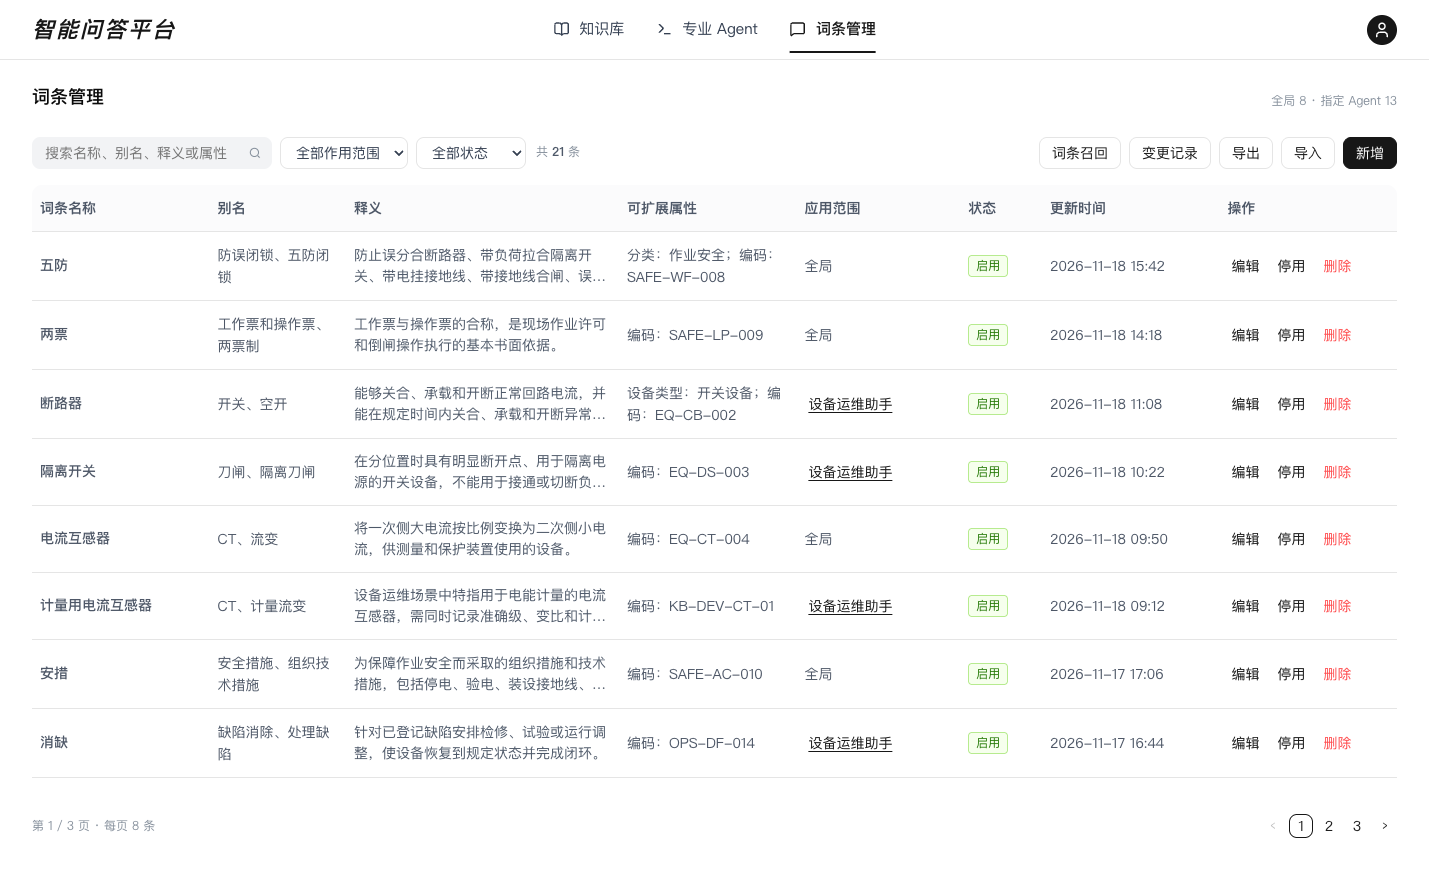 智能问答平台
知识库
专业 Agent
词条管理
词条管理
全局 8 · 指定 Agent 13
搜索名称、别名、释义或属性
全部作用范围
全部状态
共 21 条
词条召回
变更记录
导出
导入
新增
词条名称 别名 释义 可扩展属性 应用范围 状态 更新时间 操作
五防
防误闭锁、五防闭
锁
防止误分合断路器、带负荷拉合隔离开
关、带电挂接地线、带接地线合闸、误...
分类：作业安全；编码：
SAFE-WF-008
全局
启用
2026-11-18 15:42
编辑 停用 删除
两票
工作票和操作票、
两票制
工作票与操作票的合称，是现场作业许可
和倒闸操作执行的基本书面依据。
编码：SAFE-LP-009
全局
启用
2026-11-18 14:18
编辑 停用 删除
断路器
开关、空开
能够关合、承载和开断正常回路电流，并
能在规定时间内关合、承载和开断异常...
设备类型：开关设备；编
码：EQ-CB-002
设备运维助手
启用
2026-11-18 11:08
编辑 停用 删除
隔离开关
刀闸、隔离刀闸
在分位置时具有明显断开点、用于隔离电
源的开关设备，不能用于接通或切断负...
编码：EQ-DS-003
设备运维助手
启用
2026-11-18 10:22
编辑 停用 删除
电流互感器
CT、流变
将一次侧大电流按比例变换为二次侧小电
流，供测量和保护装置使用的设备。
编码：EQ-CT-004
全局
启用
2026-11-18 09:50
编辑 停用 删除
计量用电流互感器
CT、计量流变
设备运维场景中特指用于电能计量的电流
互感器，需同时记录准确级、变比和计...
编码：KB-DEV-CT-01
设备运维助手
启用
2026-11-18 09:12
编辑 停用 删除
安措
安全措施、组织技
术措施
为保障作业安全而采取的组织措施和技术
措施，包括停电、验电、装设接地线、...
编码：SAFE-AC-010
全局
启用
2026-11-17 17:06
编辑 停用 删除
消缺
缺陷消除、处理缺
陷
针对已登记缺陷安排检修、试验或运行调
整，使设备恢复到规定状态并完成闭环。
编码：OPS-DF-014
设备运维助手
启用
2026-11-17 16:44
编辑 停用 删除
第 1 / 3 页 · 每页 8 条
< 1 2 3 >